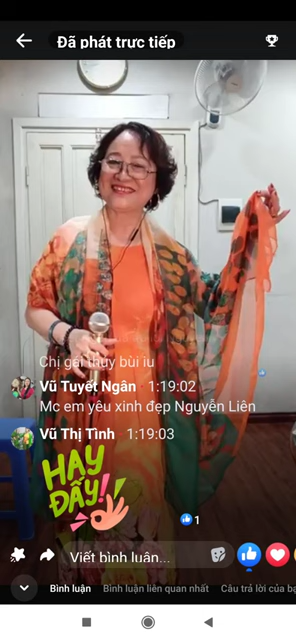 Đã phát trực tiếp
Chị gái thúy bùi iu
Vũ Tuyết Ngân · 1:19:02
Mc em yêu xinh đẹp Nguyễn Liên
Vũ Thị Tình · 1:19:03
HAY
ĐẤY!
1
Viết bình luận...
Bình luận Bình luận liên quan nhất Câu trả lời của bạ